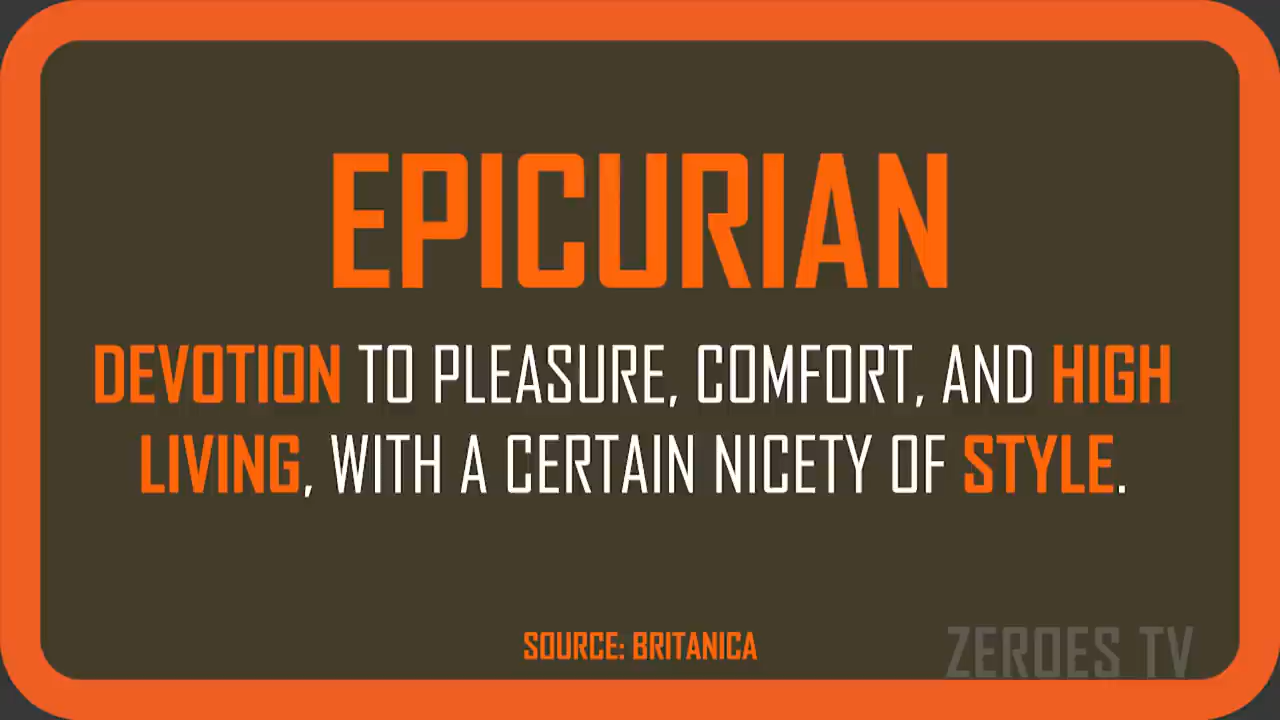 EPICURIAN
DEVOTION TO PLEASURE, COMFORT, AND HIGH
LIVING, WITH A CERTAIN NICETY OF STYLE.
SOURCE: BRITANICA
ZEROES TV